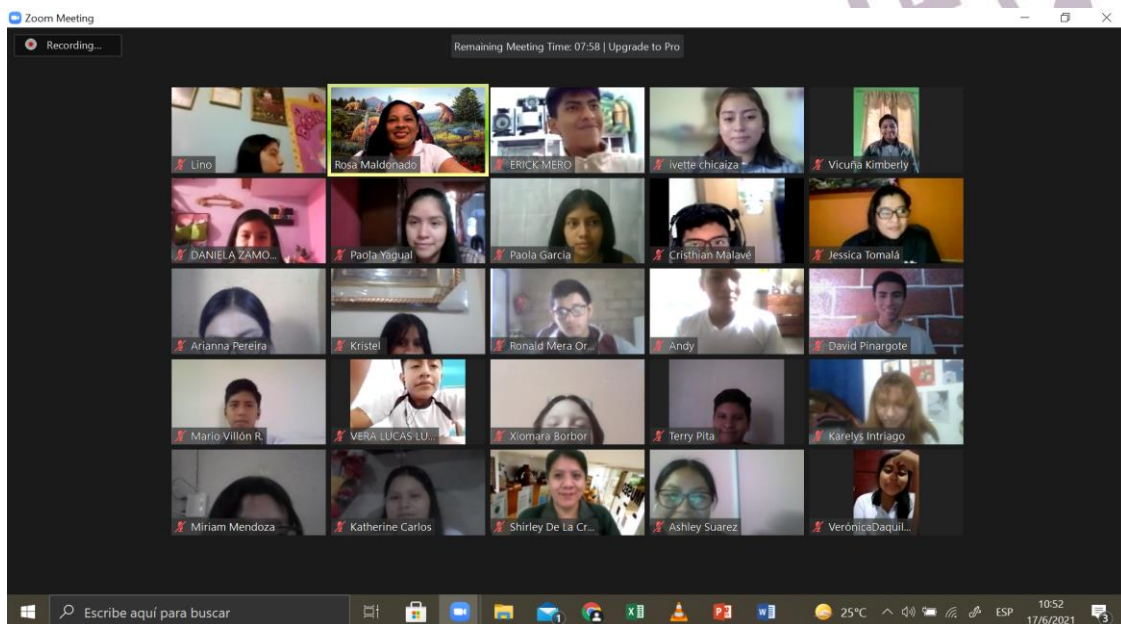 Zoom Meeting
Recording...
Remaining Meeting Time: 07:58 | Upgrade to Pro
Lino
Rosa Maldonado
ERICK MERO
ivette chicaiza
Vicuña Kimberly
DANIELA ZAMO...
Paola Yagual
Paola Garcia
Cristhian Malavé
Jessica Tomalá
Arianna Pereira
Kristel
Ronald Mera Or...
Andy
David Pinargote
Mario Villón R.
VERA LUCAS LU...
Xiomara Borbor
Terry Pita
Karelys Intriago
Miriam Mendoza
Katherine Carlos
Shirley De La Cr...
Ashley Suarez
VerónicaDaquil...
Escribe aquí para buscar
25°C
ESP
10:52
17/6/2021
3